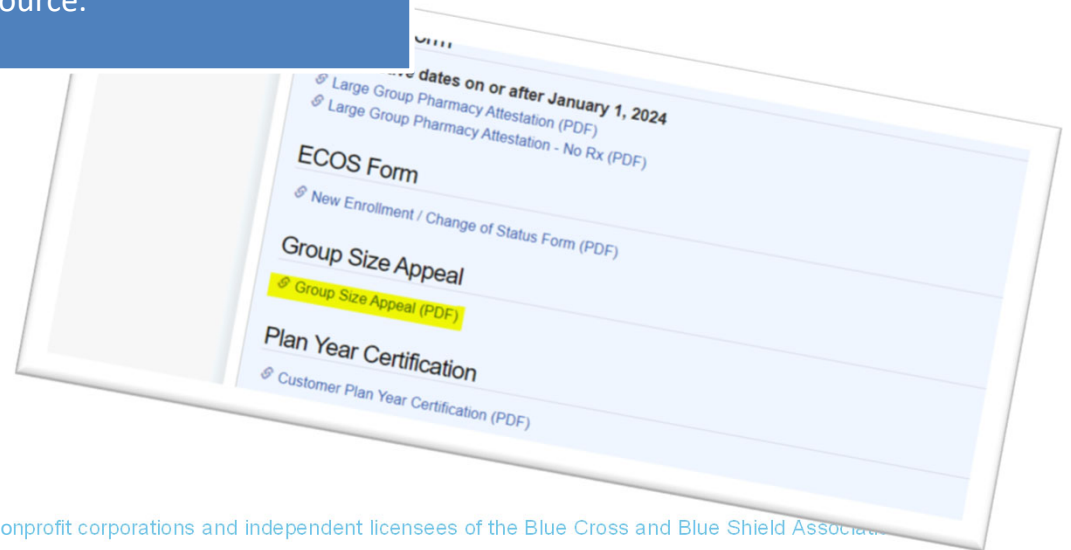 ource.
dates on or after January 1, 2024
Large Group Pharmacy Attestation (PDF)
Large Group Pharmacy Attestation - No Rx (PDF)
ECOS Form
New Enrollment / Change of Status Form (PDF)
Group Size Appeal
Group Size Appeal (PDF)
Plan Year Certification
Customer Plan Year Certification (PDF)
onprofit corporations and independent licensees of the Blue Cross and Blue Shield